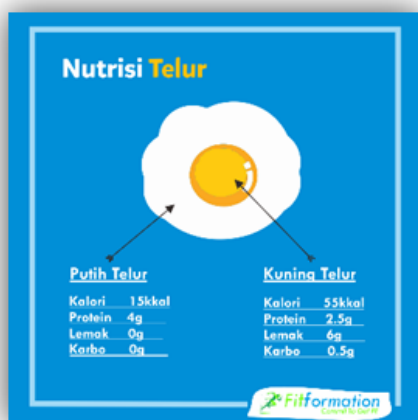 Nutrisi Telur
Putih Telur
Kalori 15kkal
Protein 4g
Lemak 0g
Karbo 0g
Kuning Telur
Kalori 55kkal
Protein 2.5g
Lemak 6g
Karbo 0.5g
Fitformation